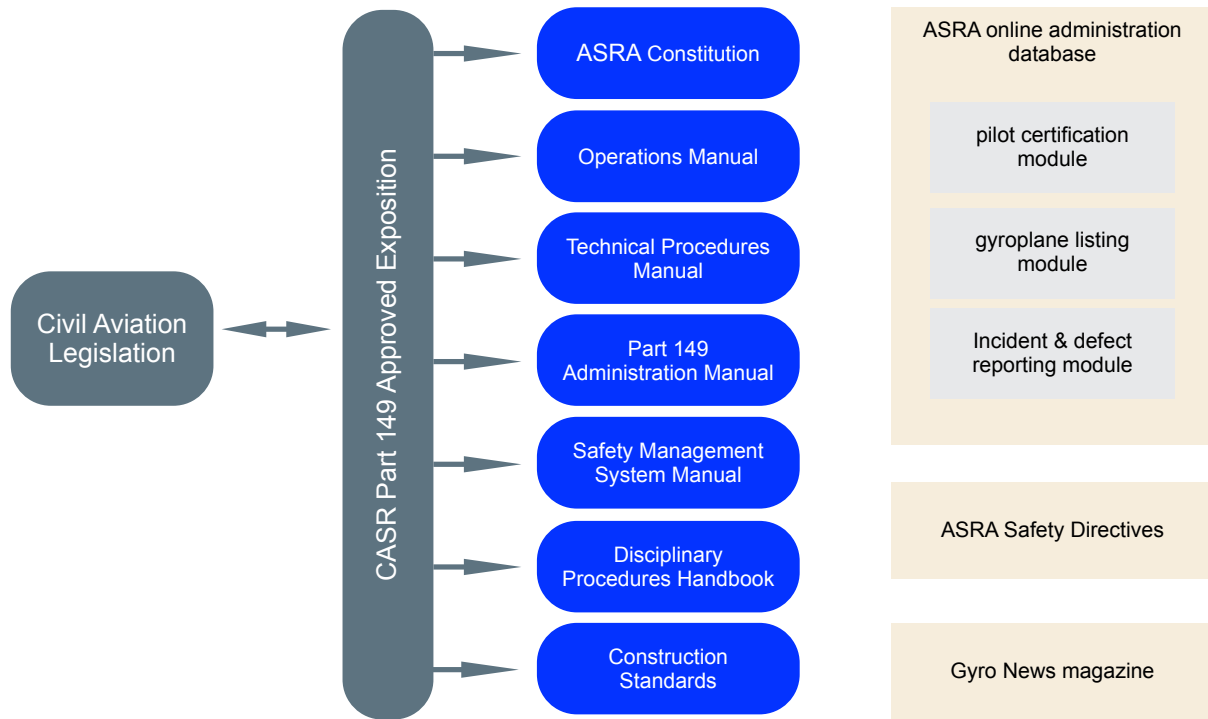 Civil Aviation
Legislation
CASR Part 149 Approved Exposition
ASRA Constitution
Operations Manual
Technical Procedures
Manual
Part 149
Administration Manual
Safety Management
System Manual
Disciplinary
Procedures Handbook
Construction
Standards
ASRA online administration
database
pilot certification
module
gyroplane listing
module
Incident & defect
reporting module
ASRA Safety Directives
Gyro News magazine